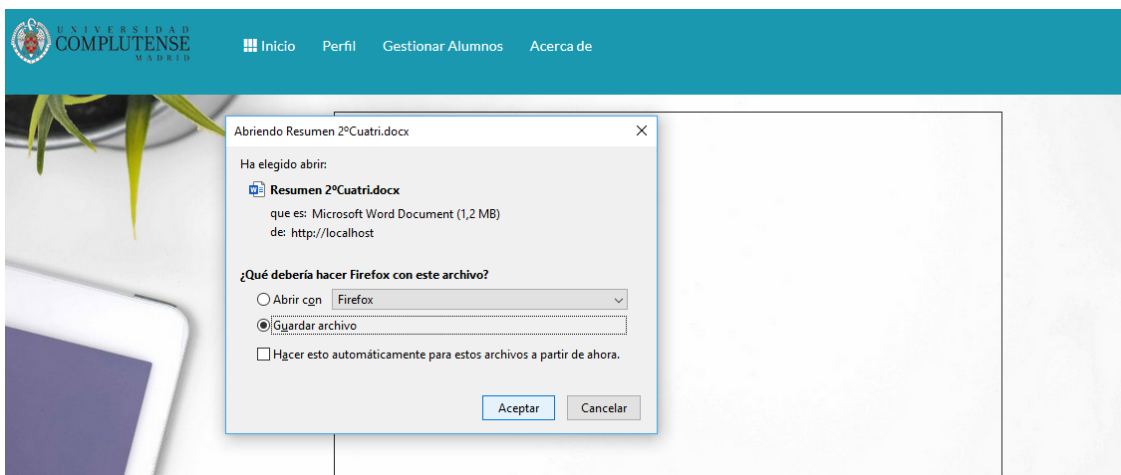 UNIVERSIDAD
COMPLUTENSE
MADRID
Inicio Perfil Gestionar Alumnos Acerca de
Abriendo Resumen 2ºCuatri.docx
Ha elegido abrir:
Resumen 2ºCuatri.docx
que es: Microsoft Word Document (1,2 MB)
de: http://localhost
¿Qué debería hacer Firefox con este archivo?
Abrir con Firefox
Guardar archivo
Hacer esto automáticamente para estos archivos a partir de ahora.
Aceptar Cancelar